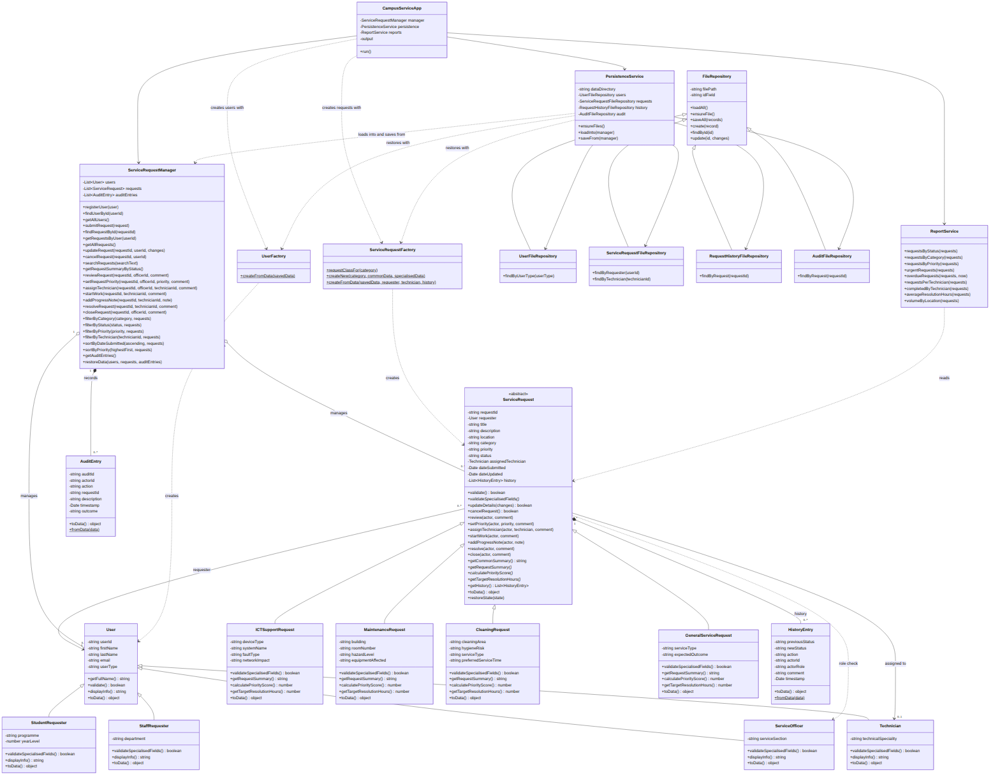 CampusServiceApp
-ServiceRequestManager manager
-PersistenceService persistence
-ReportService reports
-output
+run()
PersistenceService
-string dataDirectory
-UserFileRepository users
-ServiceRequestFileRepository requests
-RequestHistoryFileRepository history
-AuditFileRepository audit
+ensureFiles()
+loadInto(manager)
+saveFrom(manager)
FileRepository
-string filePath
-string idField
+loadAll()
+ensureFile()
+saveAll(records)
+create(record)
+findById(id)
+update(id, changes)
creates users with
creates requests with
loads into and saves from
restores with
restores with
ServiceRequestManager
-List<User> users
-List<ServiceRequest> requests
-List<AuditEntry> auditEntries
+registerUser(user)
+findUserById(userId)
+getAllUsers()
+submitRequest(request)
+findRequestById(requestId)
+getRequestsByUser(userId)
+getAllRequests()
+updateRequest(requestId, userId, changes)
+cancelRequest(requestId, userId)
+searchRequests(searchText)
+getRequestSummaryByStatus()
+reviewRequest(requestId, officerId, comment)
+setRequestPriority(requestId, officerId, priority, comment)
+assignTechnician(requestId, officerId, technicianId, comment)
+startWork(requestId, technicianId, comment)
+addProgressNote(requestId, technicianId, note)
+resolveRequest(requestId, technicianId, comment)
+closeRequest(requestId, officerId, comment)
+filterByCategory(category, requests)
+filterByStatus(status, requests)
+filterByPriority(priority, requests)
+filterByTechnician(technicianId, requests)
+sortByDateSubmitted(ascending, requests)
+sortByPriority(highestFirst, requests)
+getAuditEntries()
+restoreData(users, requests, auditEntries)
UserFactory
+createFromData(savedData)
ServiceRequestFactory
+requestClassFor(category)
+createNew(category, commonData, specialisedData)
+createFromData(savedData, requester, technician, history)
UserFileRepository
+findByUserType(userType)
ServiceRequestFileRepository
+findByRequester(userId)
+findByTechnician(technicianId)
RequestHistoryFileRepository
+findByRequest(requestId)
AuditFileRepository
+findByRequest(requestId)
ReportService
+requestsByStatus(requests)
+requestsByCategory(requests)
+requestsByPriority(requests)
+urgentRequests(requests)
+overdueRequests(requests, now)
+requestsPerTechnician(requests)
+completedByTechnician(requests)
+averageResolutionHours(requests)
+volumeByLocation(requests)
1
1
1
records
creates
manages
reads
0..*
manages
creates
AuditEntry
-string auditId
-string actorId
-string action
-string requestId
-string description
-Date timestamp
-string outcome
+toData() : object
+fromData(data)
«abstract»
ServiceRequest
-string requestId
-User requester
-string title
-string description
-string location
-string category
-string priority
-string status
-Technician assignedTechnician
-Date dateSubmitted
-Date dateUpdated
-List<HistoryEntry> history
+validate() : boolean
+validateSpecialisedFields()
+updateDetails(changes) : boolean
+cancelRequest() : boolean
+review(actor, comment)
+setPriority(actor, priority, comment)
+assignTechnician(actor, technician, comment)
+startWork(actor, comment)
+addProgressNote(actor, note)
+resolve(actor, comment)
+close(actor, comment)
+getCommonSummary() : string
+getRequestSummary()
+calculatePriorityScore()
+getTargetResolutionHours()
+getHistory() : List<HistoryEntry>
+toData() : object
+restoreState(state)
0..*
1
requester
history
0..*
role check
assigned to
0..1
User
-string userId
-string firstName
-string lastName
-string email
-string userType
+getFullName() : string
+validate() : boolean
+displayInfo() : string
+toData() : object
ICTSupportRequest
-string deviceType
-string systemName
-string faultType
-string networkImpact
+validateSpecialisedFields() : boolean
+getRequestSummary() : string
+calculatePriorityScore() : number
+getTargetResolutionHours() : number
+toData() : object
MaintenanceRequest
-string building
-string roomNumber
-string hazardLevel
-string equipmentAffected
+validateSpecialisedFields() : boolean
+getRequestSummary() : string
+calculatePriorityScore() : number
+getTargetResolutionHours() : number
+toData() : object
CleaningRequest
-string cleaningArea
-string hygieneRisk
-string serviceType
-string preferredServiceTime
+validateSpecialisedFields() : boolean
+getRequestSummary() : string
+calculatePriorityScore() : number
+getTargetResolutionHours() : number
+toData() : object
GeneralServiceRequest
-string serviceType
-string expectedOutcome
+validateSpecialisedFields() : boolean
+getRequestSummary() : string
+calculatePriorityScore() : number
+getTargetResolutionHours() : number
+toData() : object
HistoryEntry
-string previousStatus
-string newStatus
-string action
-string actorId
-string actorRole
-string comment
-Date timestamp
+toData() : object
+fromData(data)
StudentRequester
-string programme
-number yearLevel
+validateSpecialisedFields() : boolean
+displayInfo() : string
+toData() : object
StaffRequester
-string department
+validateSpecialisedFields() : boolean
+displayInfo() : string
+toData() : object
ServiceOfficer
-string serviceSection
+validateSpecialisedFields() : boolean
+displayInfo() : string
+toData() : object
Technician
-string technicalSpeciality
+validateSpecialisedFields() : boolean
+displayInfo() : string
+toData() : object